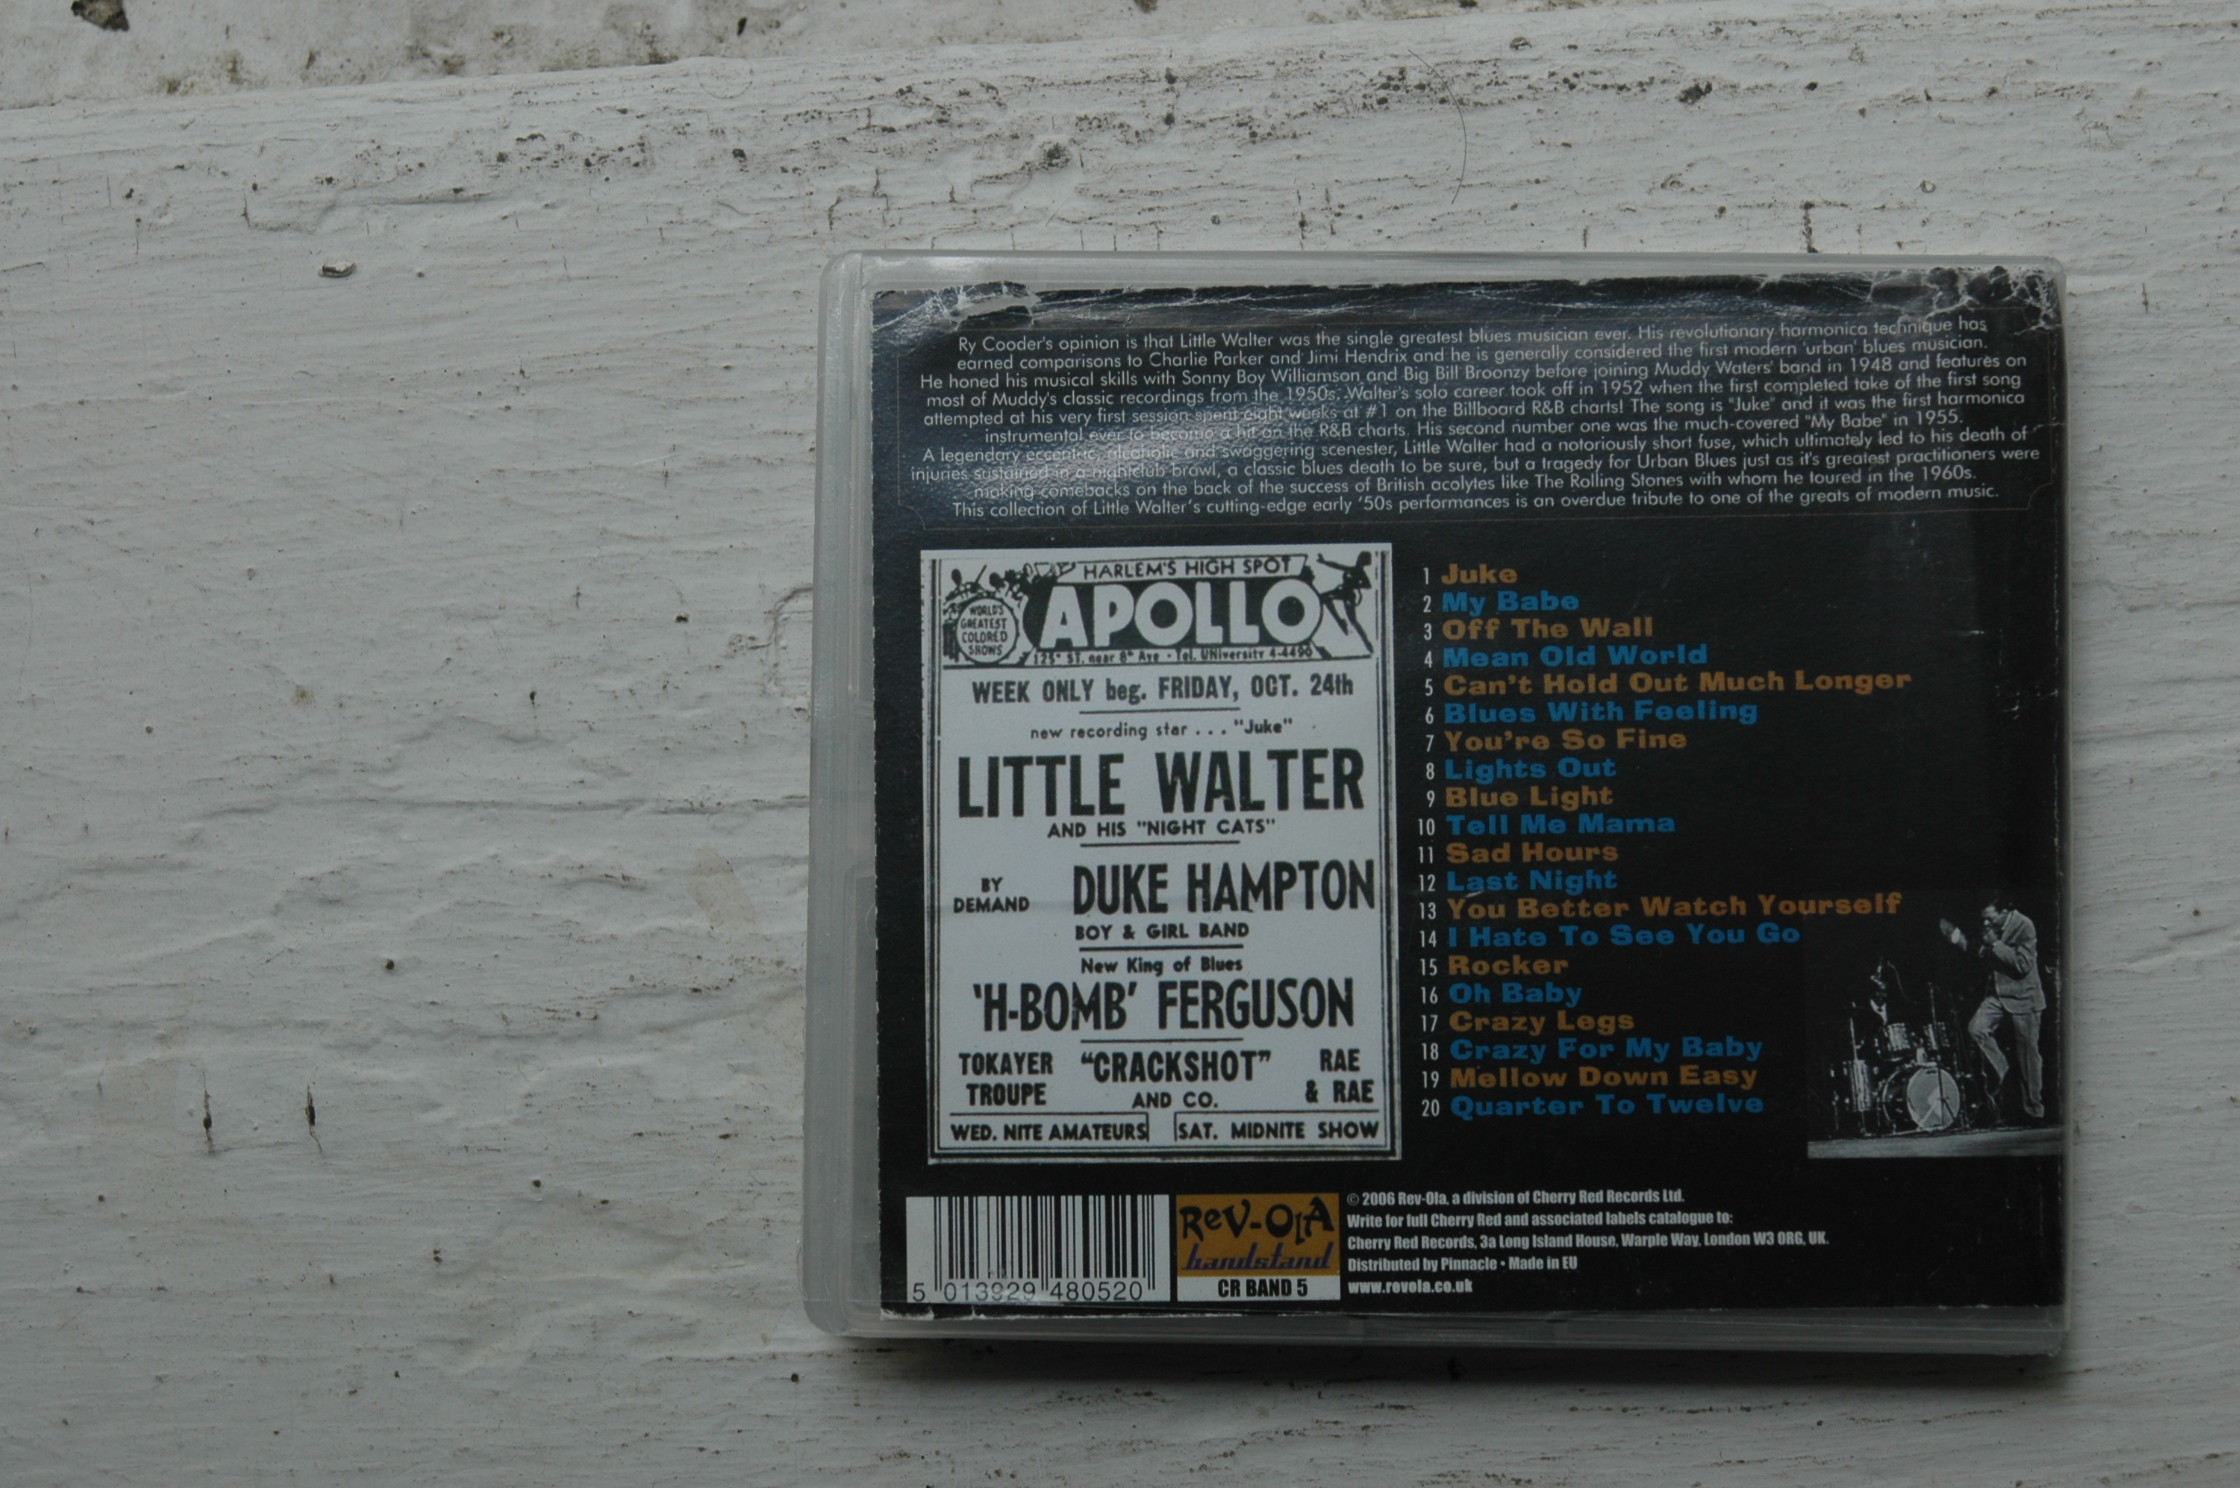 Ry Cooder's opinion is that Little Walter was the single greatest blues musician ever. His revolutionary harmonica technique has
earned comparisons to Charlie Parker and Jimi Hendrix and he is generally considered the first modern 'urban' blues musician.
He honed his musical skills with Sonny Boy Williamson and Big Bill Broonzy before joining Muddy Waters' band in 1948 and features on
most of Muddy's classic recordings from the 1950s. Walter's solo career took off in 1952 when the first completed take of the first song
attempted at his very first session spent eight weeks at #1 on the Billboard R&B charts! The song is "Juke" and it was the first harmonica
instrumental ever to become a hit on the R&B charts. His second number one was the much-covered "My Babe" in 1955.
A legendary eccentric, alcoholic and swaggering scenester, Little Walter had a notoriously short fuse, which ultimately led to his death of
injuries sustained in a nightclub brawl, a classic blues death to be sure, but a tragedy for Urban Blues just as it's greatest practitioners were
making comebacks on the back of the success of British acolytes like The Rolling Stones with whom he toured in the 1960s.
This collection of Little Walter's cutting-edge early '50s performances is an overdue tribute to one of the greats of modern music.
HARLEM'S HIGH SPOT
APOLLO
WORLD'S
GREATEST
COLORED
SHOWS
125th ST. near 8th Ave • Tel. UNiversity 4-4490
WEEK ONLY beg. FRIDAY, OCT. 24th
new recording star . . . "Juke"
LITTLE WALTER
AND HIS "NIGHT CATS"
BY
DEMAND
DUKE HAMPTON
BOY & GIRL BAND
New King of Blues
'H-BOMB' FERGUSON
TOKAYER
TROUPE
"CRACKSHOT"
AND CO.
RAE
& RAE
WED. NITE AMATEURS
SAT. MIDNITE SHOW
1 Juke
2 My Babe
3 Off The Wall
4 Mean Old World
5 Can't Hold Out Much Longer
6 Blues With Feeling
7 You're So Fine
8 Lights Out
9 Blue Light
10 Tell Me Mama
11 Sad Hours
12 Last Night
13 You Better Watch Yourself
14 I Hate To See You Go
15 Rocker
16 Oh Baby
17 Crazy Legs
18 Crazy For My Baby
19 Mellow Down Easy
20 Quarter To Twelve
5 013929 480520
Rev-Ola
bandstand
CR BAND 5
© 2006 Rev-Ola, a division of Cherry Red Records Ltd.
Write for full Cherry Red and associated labels catalogue to:
Cherry Red Records, 3a Long Island House, Warple Way, London W3 0RG, UK.
Distributed by Pinnacle • Made in EU
www.revola.co.uk